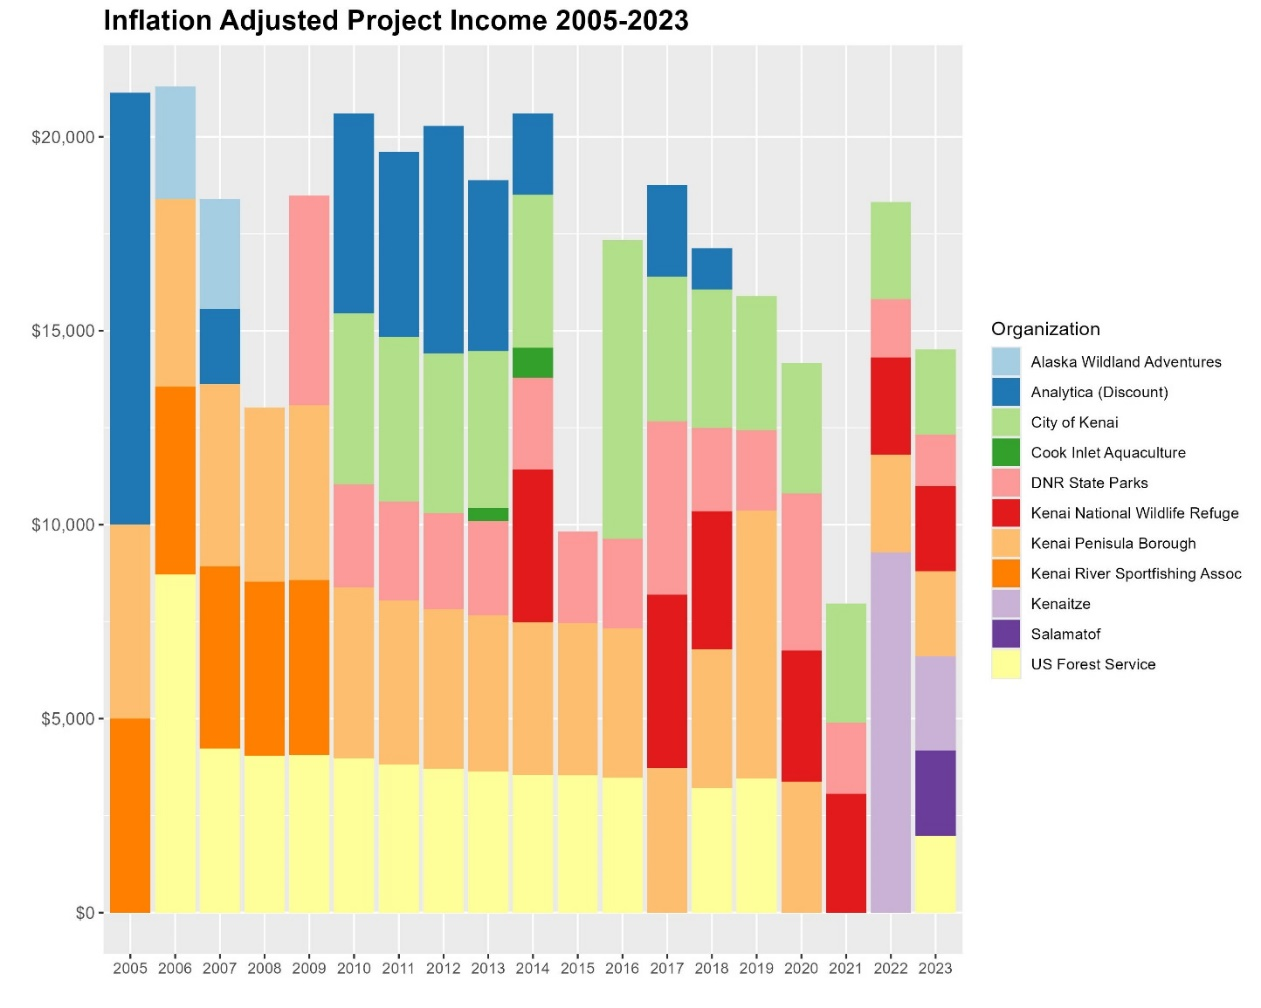 Inflation Adjusted Project Income 2005-2023
$20,000
$15,000
$10,000
$5,000
$0
2005 2006 2007 2008 2009 2010 2011 2012 2013 2014 2015 2016 2017 2018 2019 2020 2021 2022 2023
Organization
Alaska Wildland Adventures
Analytica (Discount)
City of Kenai
Cook Inlet Aquaculture
DNR State Parks
Kenai National Wildlife Refuge
Kenai Penisula Borough
Kenai River Sportfishing Assoc
Kenaitze
Salamatof
US Forest Service